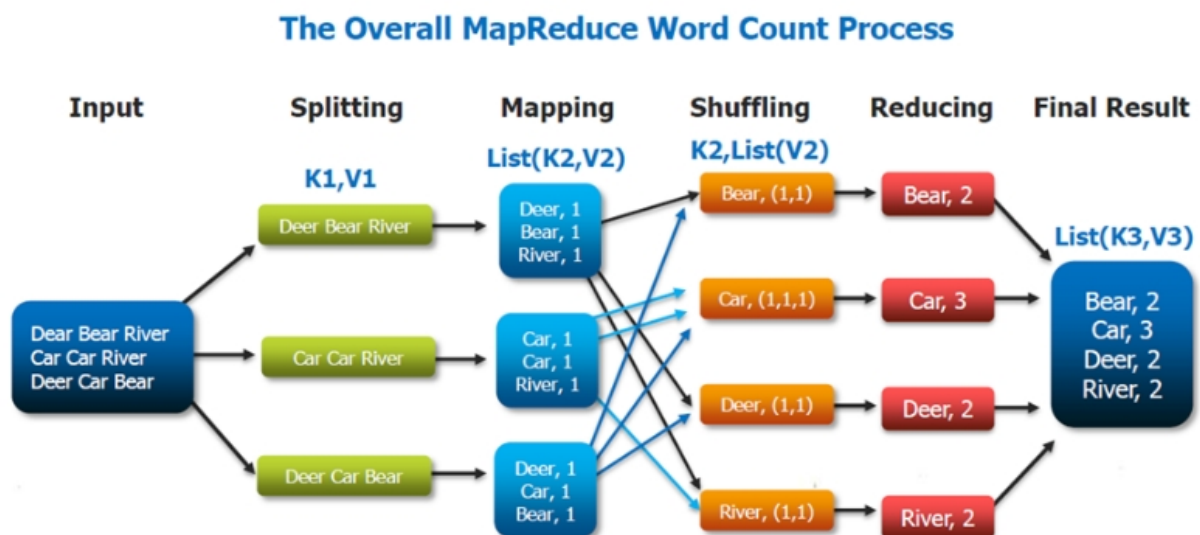 The Overall MapReduce Word Count Process
Input
Splitting
Mapping
Shuffling
Reducing
Final Result
K1,V1
List(K2,V2)
K2,List(V2)
List(K3,V3)
Dear Bear River
Car Car River
Deer Car Bear
Deer Bear River
Car Car River
Deer Car Bear
Deer, 1
Bear, 1
River, 1
Car, 1
Car, 1
River, 1
Deer, 1
Car, 1
Bear, 1
Bear, (1,1)
Car, (1,1,1)
Deer, (1,1)
River, (1,1)
Bear, 2
Car, 3
Deer, 2
River, 2
Bear, 2
Car, 3
Deer, 2
River, 2